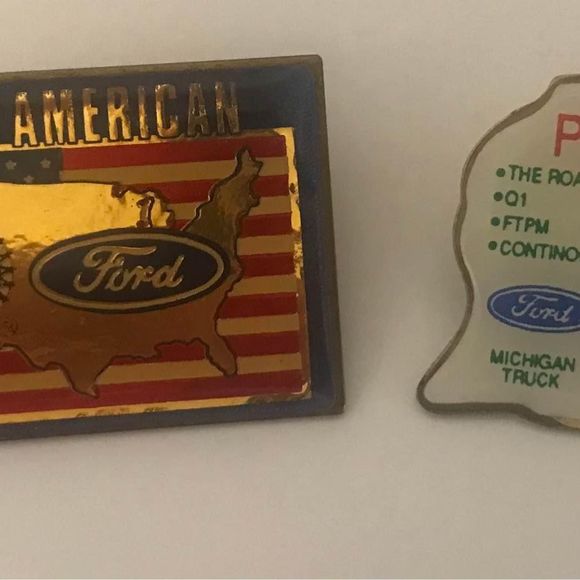 AMERICAN
Ford
P
•THE ROA
•Q1
•FTPM
•CONTINO
Ford
MICHIGAN
TRUCK